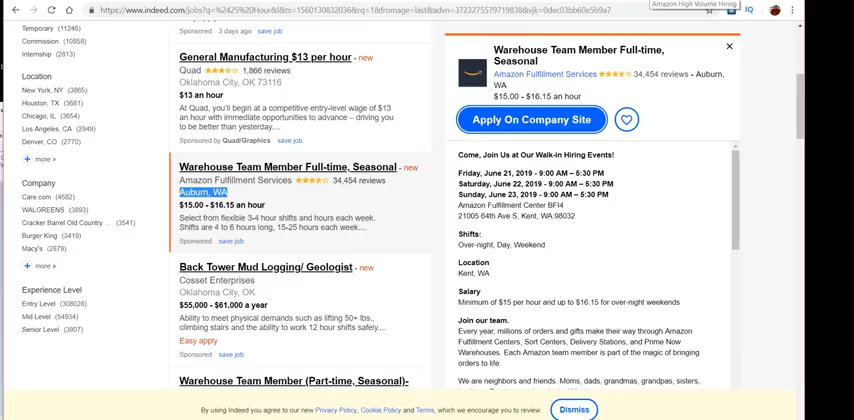 Amazon High Volume Hiring
https://www.indeed.com/jobs?q=%2425%20Hour&l&ts=1560130832036&rq=1&fromage=last&advn=3723275579719838&vjk=0dec03bb60e5b9a7
Temporary (11246)
Commission (10858)
Internship (2813)
Location
New York, NY (3865)
Houston, TX (3681)
Chicago, IL (3654)
Los Angeles, CA (2949)
Denver, CO (2770)
+ more »
Company
Care.com (4582)
WALGREENS (3893)
Cracker Barrel Old Country ... (3541)
Burger King (3419)
Macy's (2879)
+ more »
Experience Level
Entry Level (308028)
Mid Level (54934)
Senior Level (3807)
Sponsored 3 days ago save job
General Manufacturing $13 per hour - new
Quad 1,866 reviews
Oklahoma City, OK 73116
$13 an hour
At Quad, you'll begin at a competitive entry-level wage of $13
an hour with immediate opportunities to advance – driving you
to be better than yesterday....
Sponsored by Quad/Graphics save job
Warehouse Team Member Full-time, Seasonal - new
Amazon Fulfillment Services 34,454 reviews
Auburn, WA
$15.00 - $16.15 an hour
Select from flexible 3-4 hour shifts and hours each week.
Shifts are 4 to 6 hours long, 15-25 hours each week....
Sponsored save job
Back Tower Mud Logging/ Geologist - new
Cosset Enterprises
Oklahoma City, OK
$55,000 - $61,000 a year
Ability to meet physical demands such as lifting 50+ lbs.,
climbing stairs and the ability to work 12 hour shifts safely....
Easy apply
Sponsored save job
Warehouse Team Member (Part-time, Seasonal)-
Warehouse Team Member Full-time,
Seasonal
Amazon Fulfillment Services 34,454 reviews - Auburn,
WA
$15.00 - $16.15 an hour
Apply On Company Site
Come, Join Us at Our Walk-in Hiring Events!
Friday, June 21, 2019 - 9:00 AM – 5:30 PM
Saturday, June 22, 2019 - 9:00 AM – 5:30 PM
Sunday, June 23, 2019 - 9:00 AM – 5:30 PM
Amazon Fulfillment Center BFI4
21005 64th Ave S, Kent, WA 98032
Shifts:
Over-night, Day, Weekend
Location
Kent, WA
Salary
Minimum of $15 per hour and up to $16.15 for over-night weekends
Join our team.
Every year, millions of orders and gifts make their way through Amazon
Fulfillment Centers, Sort Centers, Delivery Stations, and Prime Now
Warehouses. Each Amazon team member is part of the magic of bringing
orders to life.
We are neighbors and friends. Moms, dads, grandmas, grandpas, sisters,
By using Indeed you agree to our new Privacy Policy, Cookie Policy and Terms, which we encourage you to review.
Dismiss